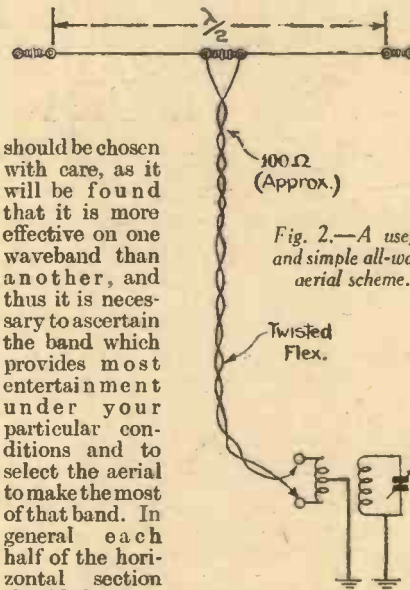 λ/2
should be chosen
with care, as it
will be found
that it is more
effective on one
waveband than
another, and
thus it is neces-
sary to ascertain
the band which
provides most
entertainment
under your
particular con-
ditions and to
select the aerial
to make the most
of that band. In
general each
half of the hori-
zontal section
100Ω
(Approx.)
Fig. 2.—A use
and simple all-wa
aerial scheme.
Twisted
Flex.